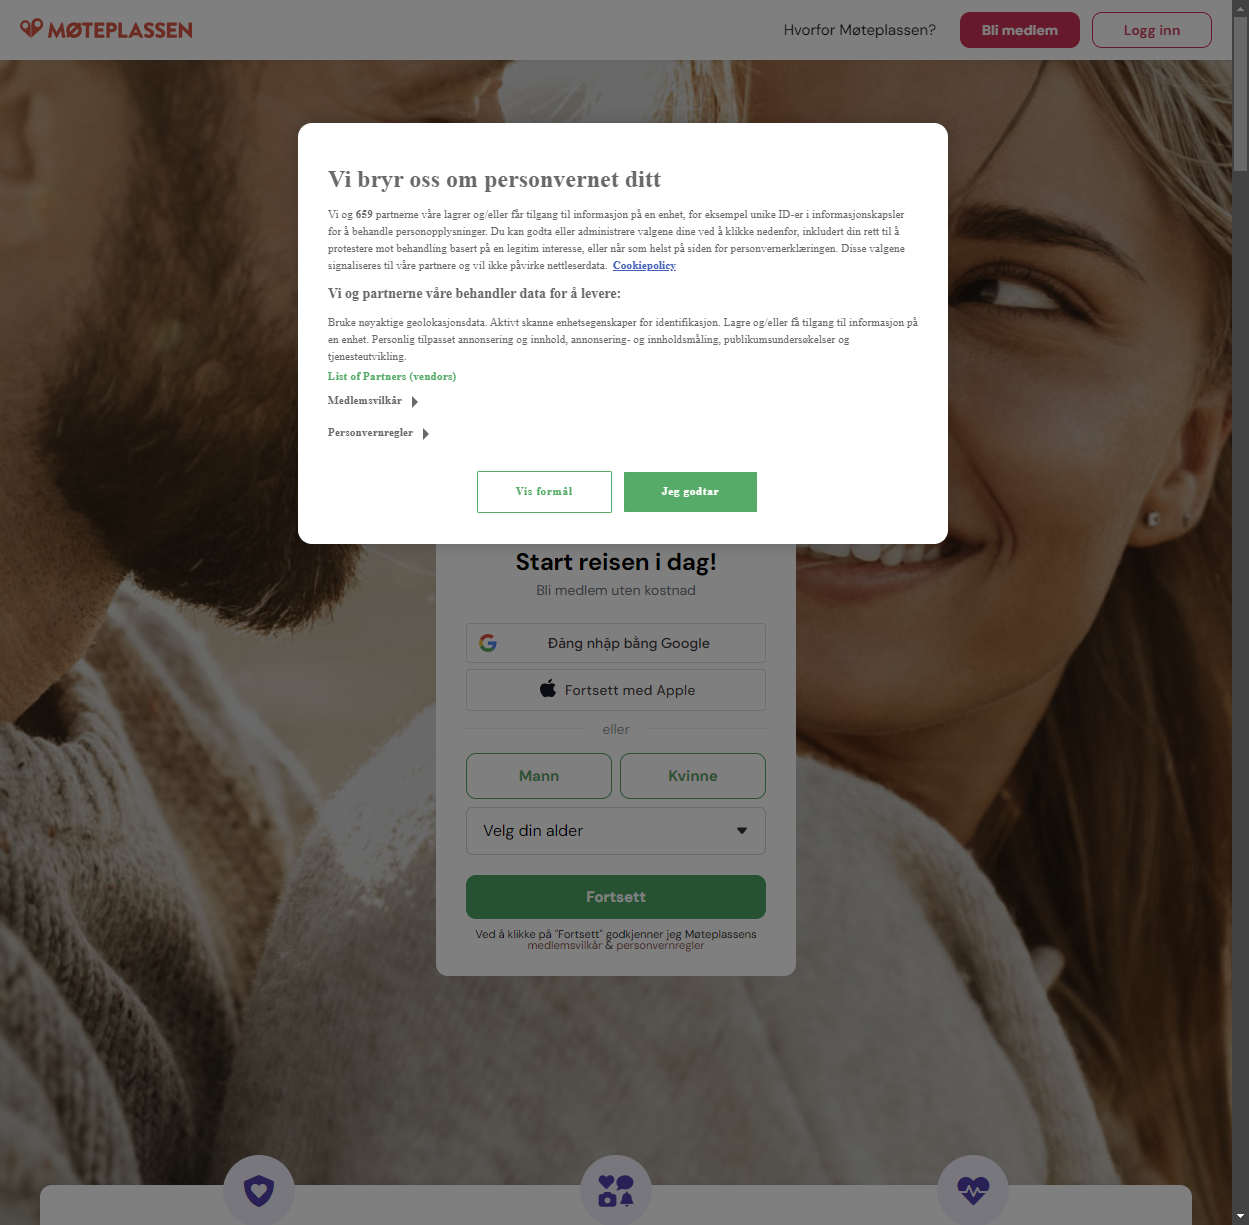 MØTEPLASSEN
Hvorfor Møteplassen?
Bli medlem
Logg inn
Vi bryr oss om personvernet ditt
Vi og 659 partnerne våre lagrer og/eller får tilgang til informasjon på en enhet, for eksempel unike ID-er i informasjonskapsler
for å behandle personopplysninger. Du kan godta eller administrere valgene dine ved å klikke nedenfor, inkludert din rett til å
protestere mot behandling basert på en legitim interesse, eller når som helst på siden for personvernerklæringen. Disse valgene
signaliseres til våre partnere og vil ikke påvirke nettleserdata. Cookiepolicy
Vi og partnerne våre behandler data for å levere:
Bruke nøyaktige geolokasjonsdata. Aktivt skanne enhetsegenskaper for identifikasjon. Lagre og/eller få tilgang til informasjon på
en enhet. Personlig tilpasset annonsering og innhold, annonsering- og innholdsmåling, publikumsundersøkelser og
tjenesteutvikling.
List of Partners (vendors)
Medlemsvilkår
Personvernregler
Vis formål
Jeg godtar
Start reisen i dag!
Bli medlem uten kostnad
Đăng nhập bằng Google
Fortsett med Apple
eller
Mann
Kvinne
Velg din alder
Fortsett
Ved å klikke på "Fortsett" godkjenner jeg Møteplassens
medlemsvilkår & personvernregler